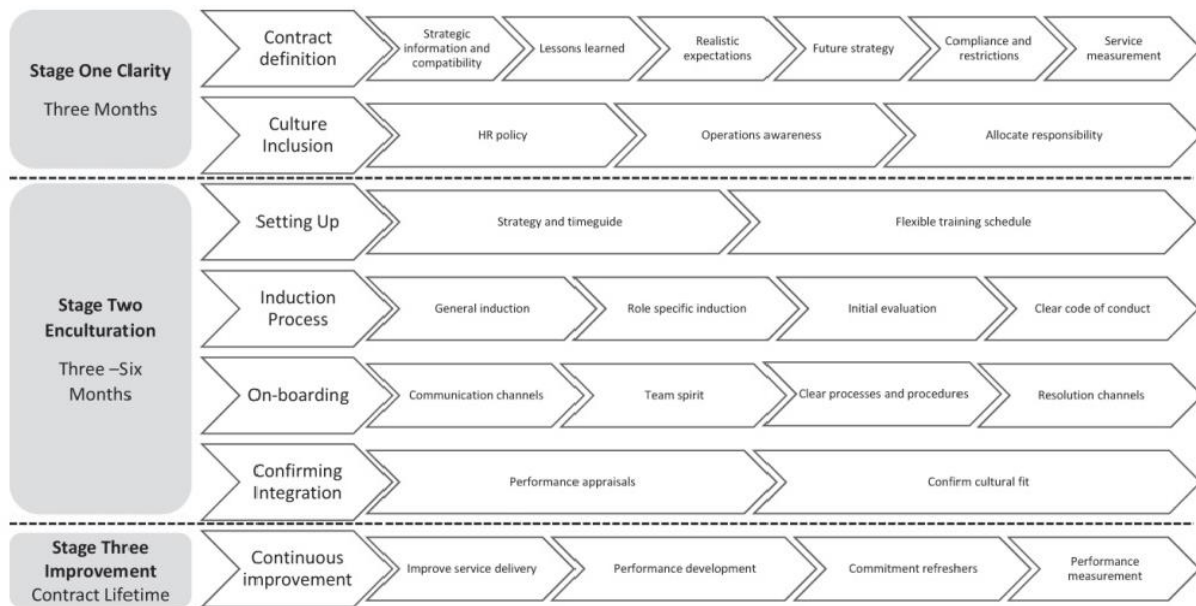 Stage One Clarity
Three Months
Contract
definition
Strategic
information and
compatibility
Lessons learned
Realistic
expectations
Future strategy
Compliance and
restrictions
Service
measurement
Culture
Inclusion
HR policy
Operations awareness
Allocate responsibility
Stage Two
Enculturation
Three –Six
Months
Setting Up
Strategy and timeguide
Flexible training schedule
Induction
Process
General induction
Role specific induction
Initial evaluation
Clear code of conduct
On-boarding
Communication channels
Team spirit
Clear processes and procedures
Resolution channels
Confirming
Integration
Performance appraisals
Confirm cultural fit
Stage Three
Improvement
Contract Lifetime
Continuous
improvement
Improve service delivery
Performance development
Commitment refreshers
Performance
measurement